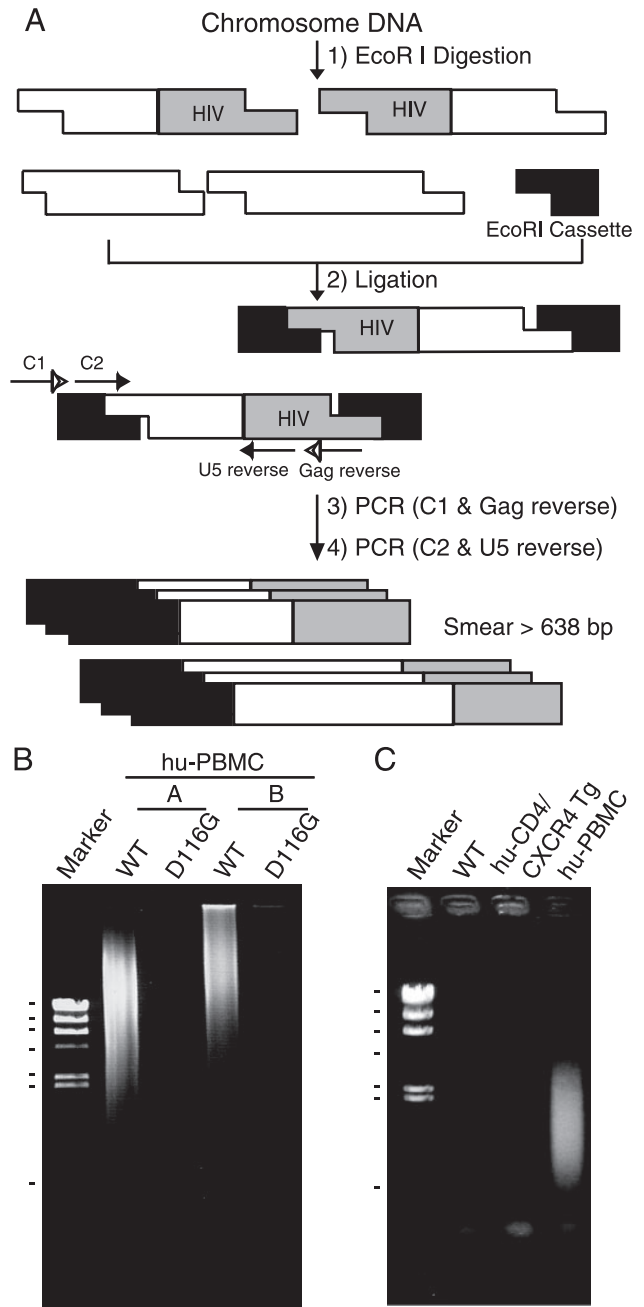 A
Chromosome DNA
1) EcoR I Digestion
HIV
HIV
EcoRI Cassette
2) Ligation
HIV
C1
C2
HIV
U5 reverse
Gag reverse
3) PCR (C1 & Gag reverse)
4) PCR (C2 & U5 reverse)
Smear > 638 bp
B
hu-PBMC
A
B
Marker
WT
D116G
WT
D116G
C
Marker
WT
hu-CD4/
CXCR4 Tg
hu-PBMC